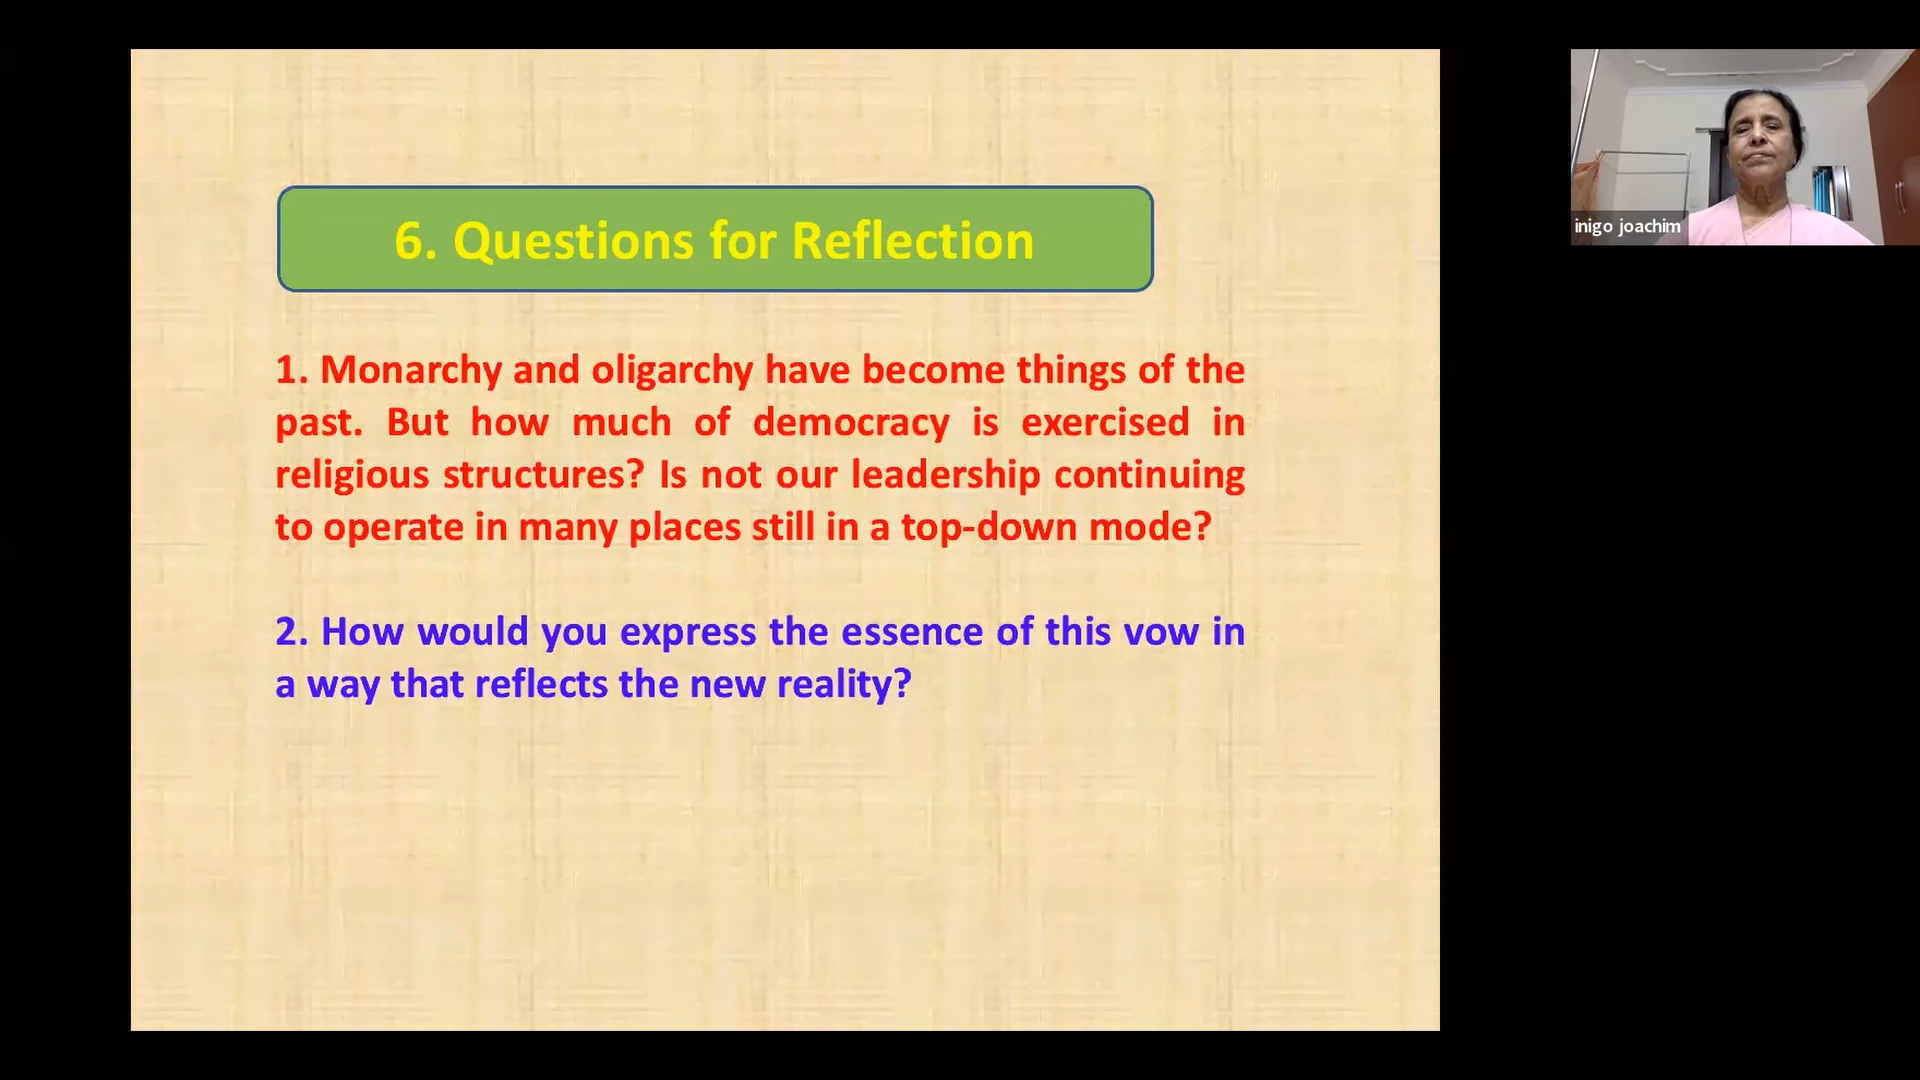 6. Questions for Reflection
inigo joachim
1. Monarchy and oligarchy have become things of the
past. But how much of democracy is exercised in
religious structures? Is not our leadership continuing
to operate in many places still in a top-down mode?
2. How would you express the essence of this vow in
a way that reflects the new reality?